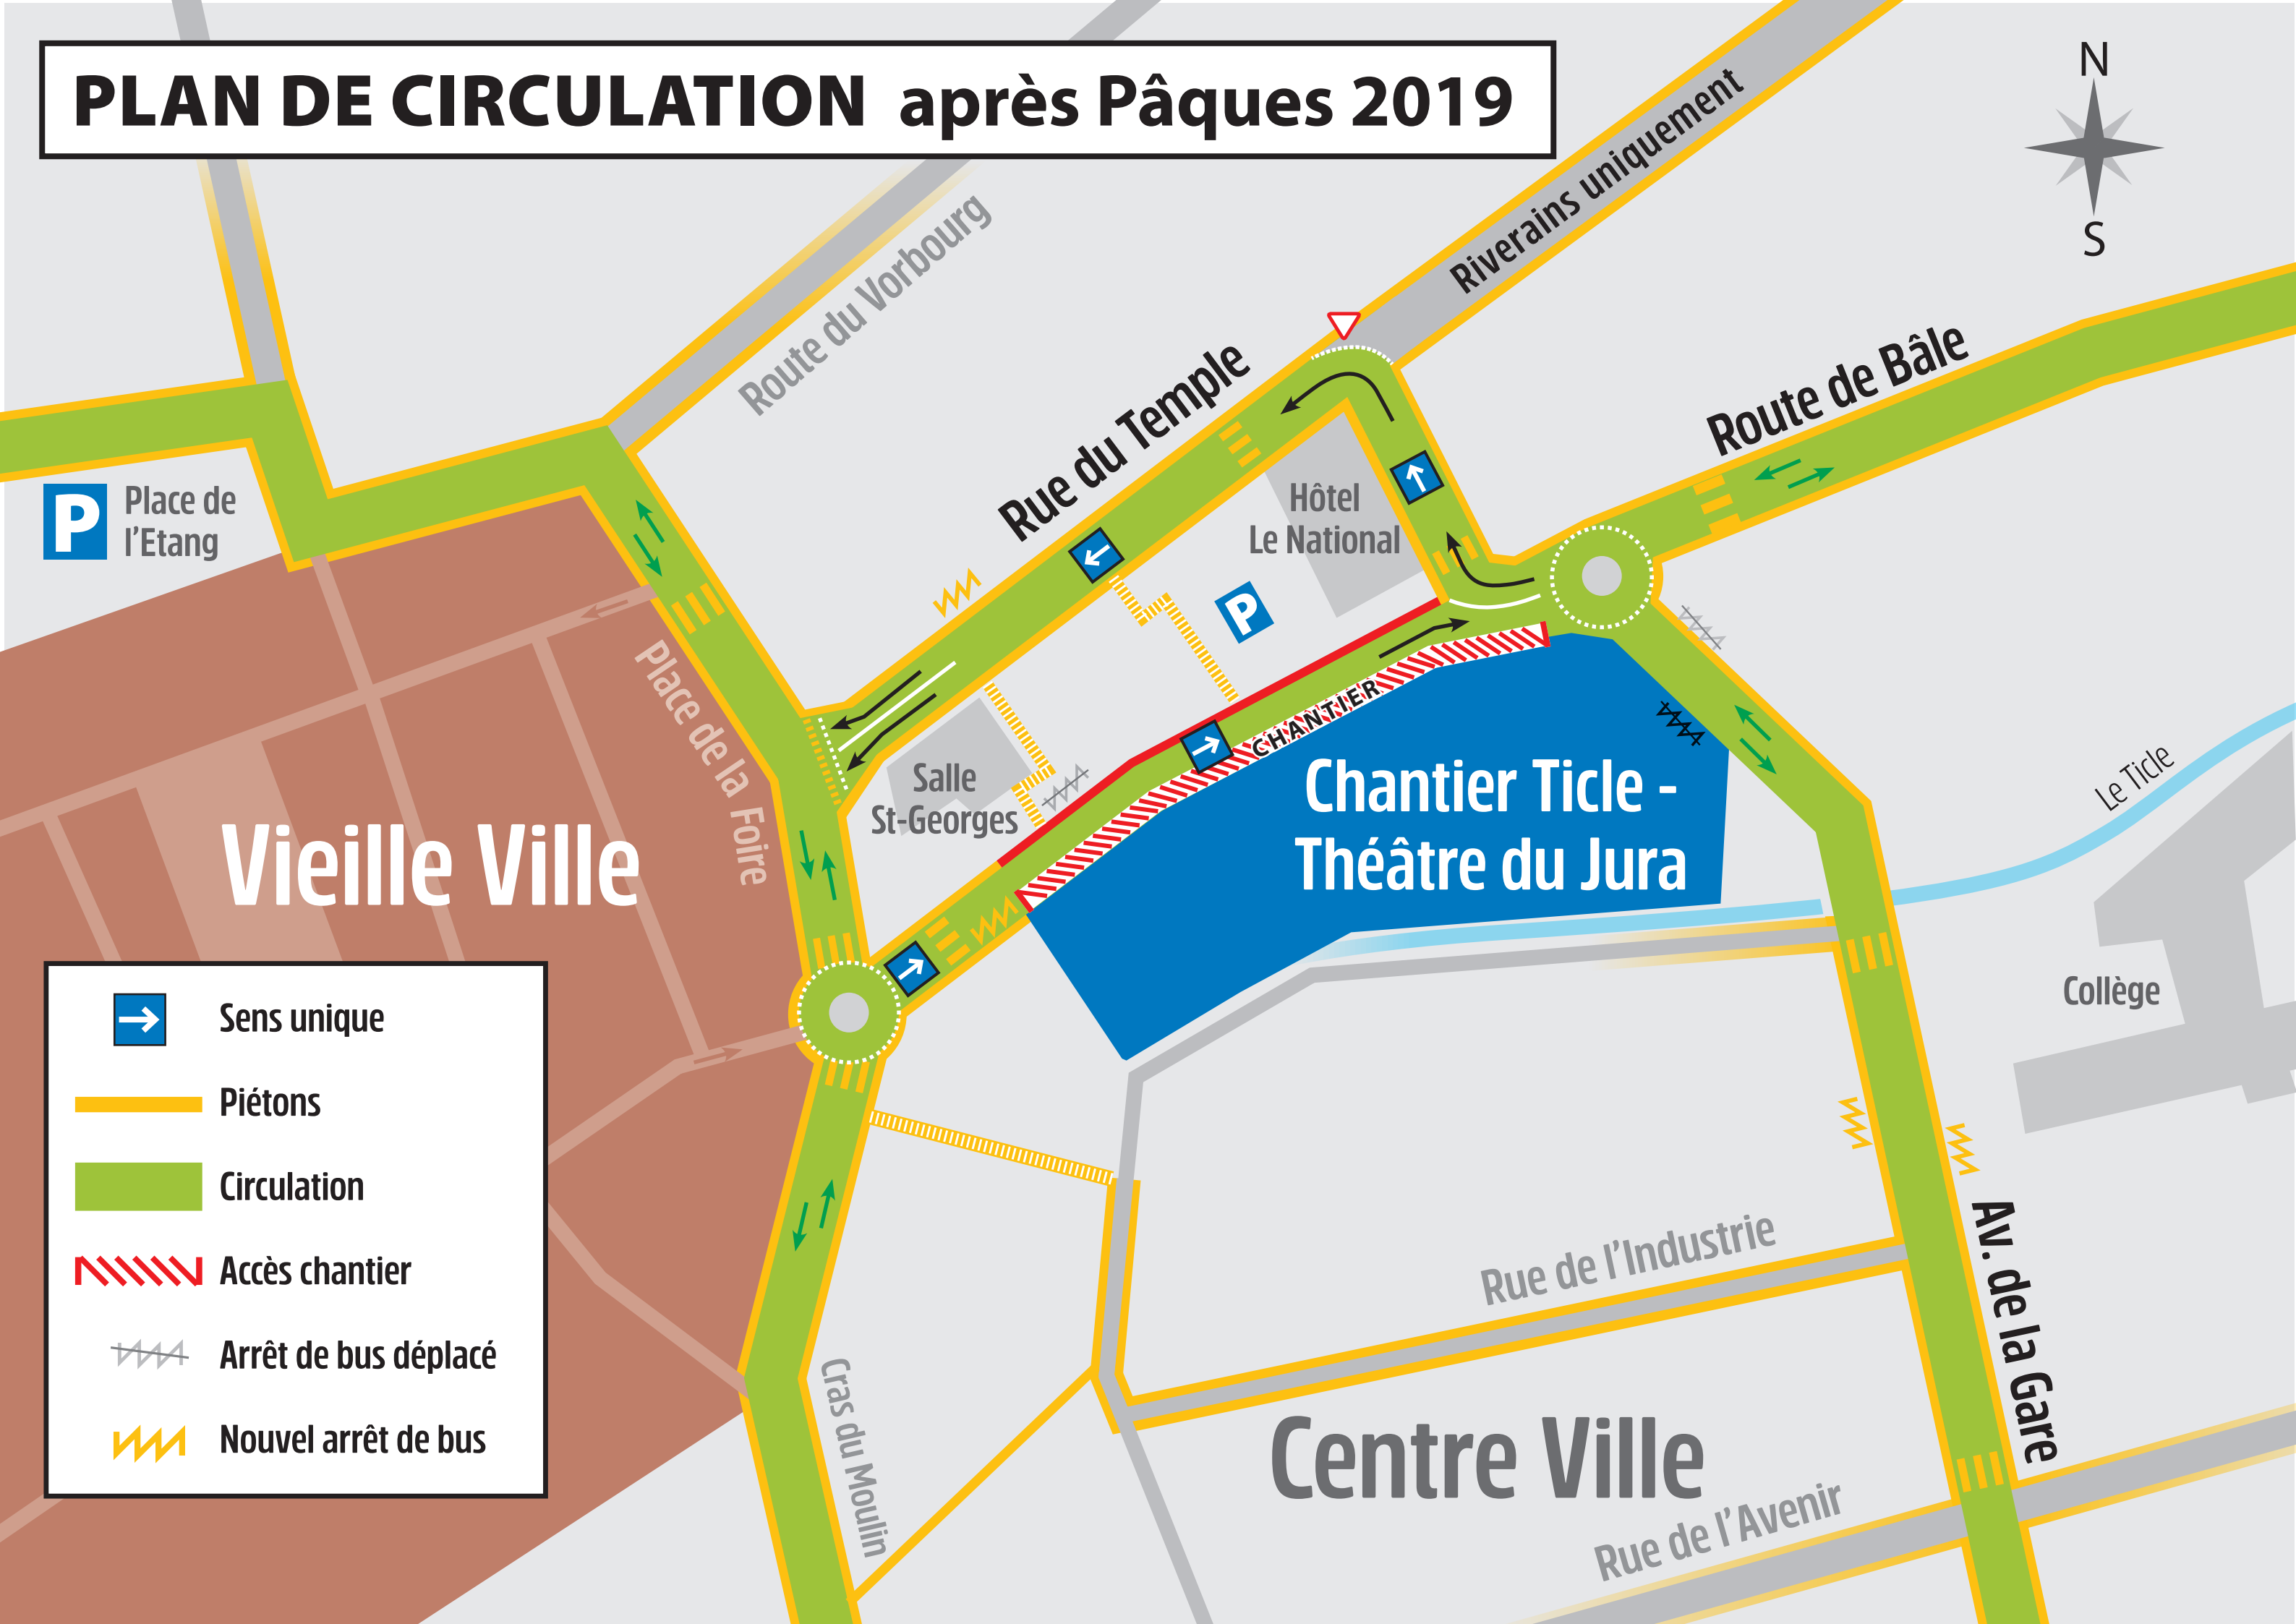 PLAN DE CIRCULATION après Pâques 2019
N
S
Riverains uniquement
Route du Vorbourg
Rue du Temple
Route de Bâle
P
Place de
l'Etang
Hôtel
Le National
P
Place de la Foire
CHANTIER
Salle
St-Georges
Chantier Ticle -
Théâtre du Jura
Le Ticle
Vieille Ville
Collège
Sens unique
Piétons
Circulation
Accès chantier
Arrêt de bus déplacé
Nouvel arrêt de bus
Rue de l'Industrie
Av. de la Gare
Cras du Moulin
Centre Ville
Rue de l'Avenir